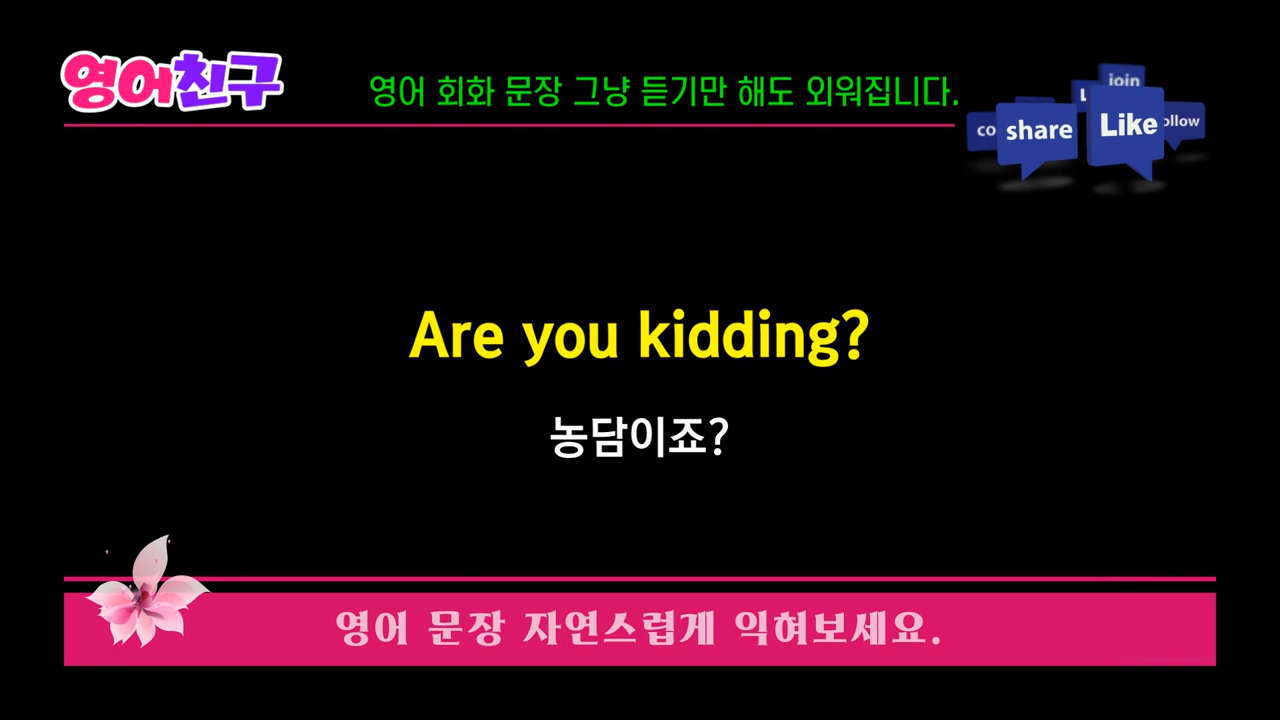 영어친구
영어 회화 문장 그냥 듣기만 해도 외워집니다.
join
share
Like
Are you kidding?
농담이죠?
영어 문장 자연스럽게 익혀보세요.